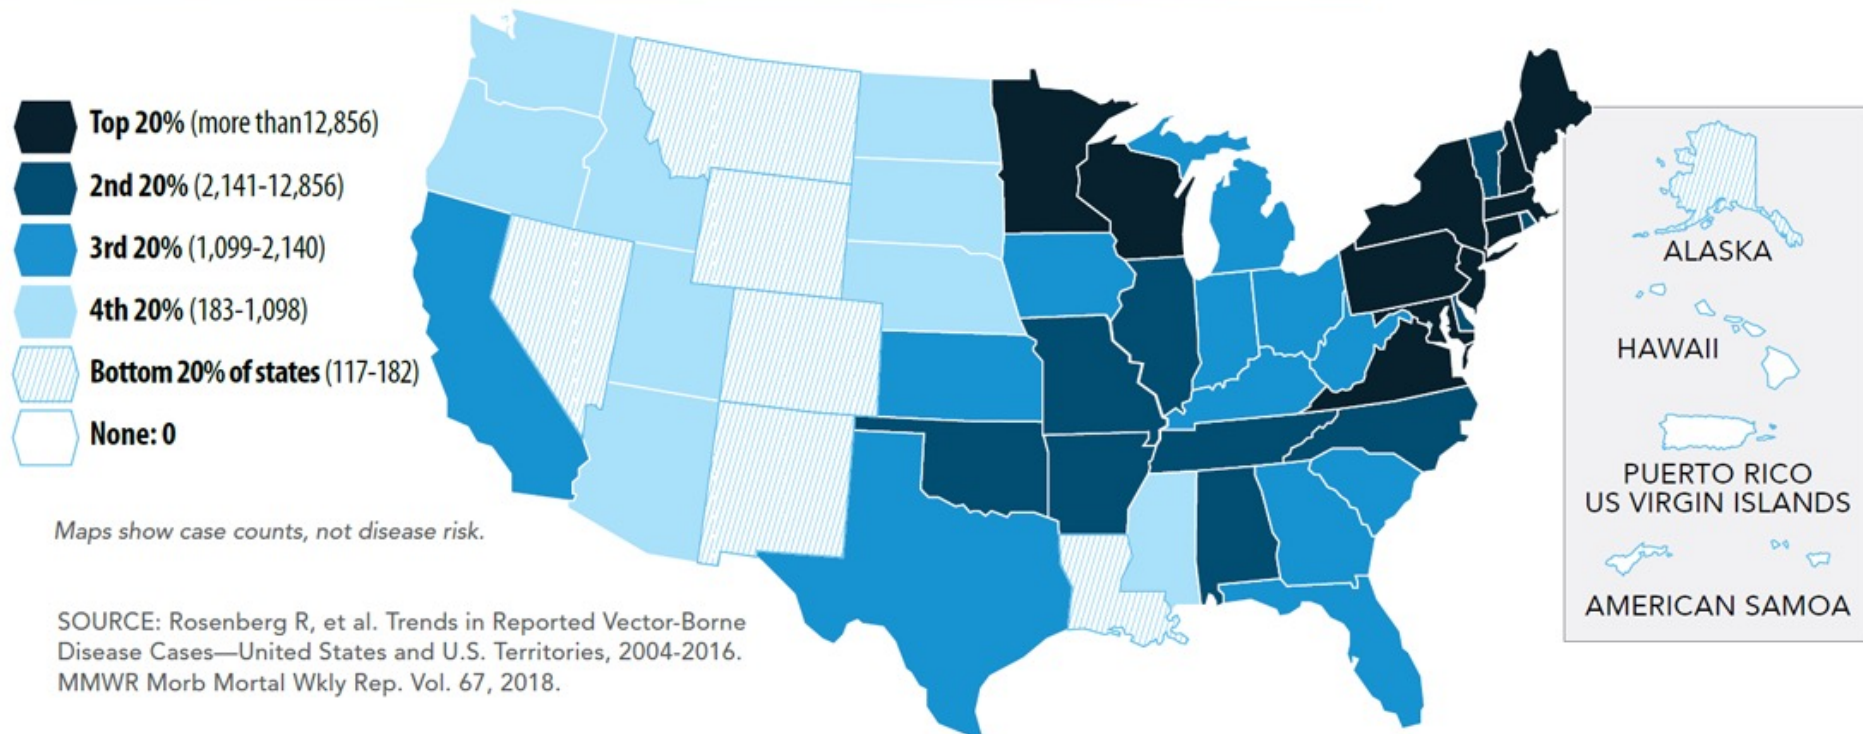 Top 20% (more than12,856)
2nd 20% (2,141-12,856)
3rd 20% (1,099-2,140)
4th 20% (183-1,098)
Bottom 20% of states (117-182)
None: 0
Maps show case counts, not disease risk.
SOURCE: Rosenberg R, et al. Trends in Reported Vector-Borne
Disease Cases—United States and U.S. Territories, 2004-2016.
MMWR Morb Mortal Wkly Rep. Vol. 67, 2018.
ALASKA
HAWAII
PUERTO RICO
US VIRGIN ISLANDS
AMERICAN SAMOA